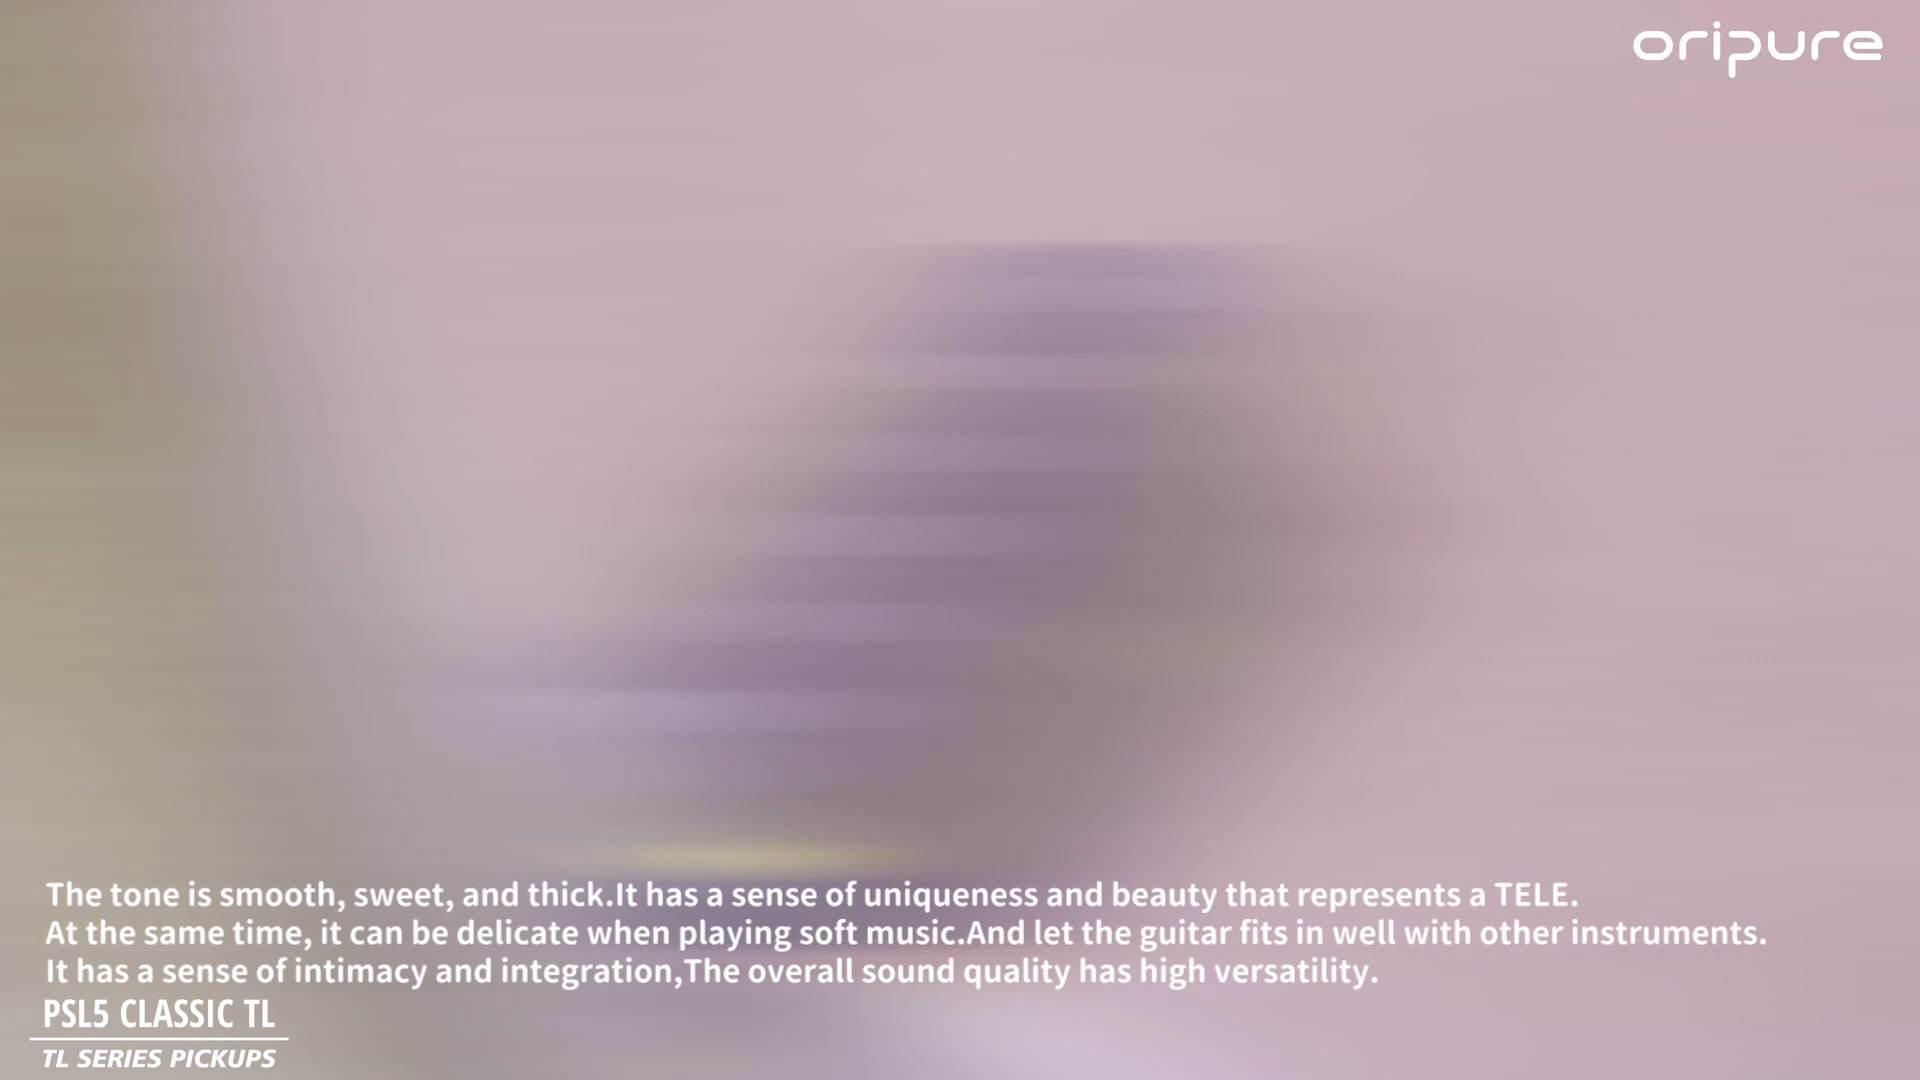 oripure
The tone is smooth, sweet, and thick.It has a sense of uniqueness and beauty that represents a TELE.
At the same time, it can be delicate when playing soft music.And let the guitar fits in well with other instruments.
It has a sense of intimacy and integration,The overall sound quality has high versatility.
PSL5 CLASSIC TL
TL SERIES PICKUPS